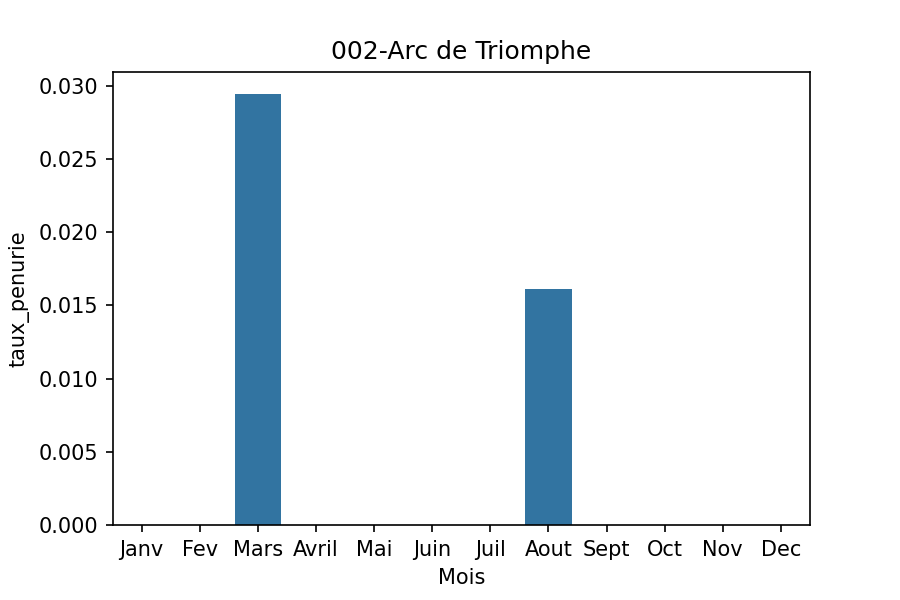 002-Arc de Triomphe
taux_penurie
0.030
0.025
0.020
0.015
0.010
0.005
0.000
Janv Fev Mars Avril Mai Juin Juil Aout Sept Oct Nov Dec
Mois